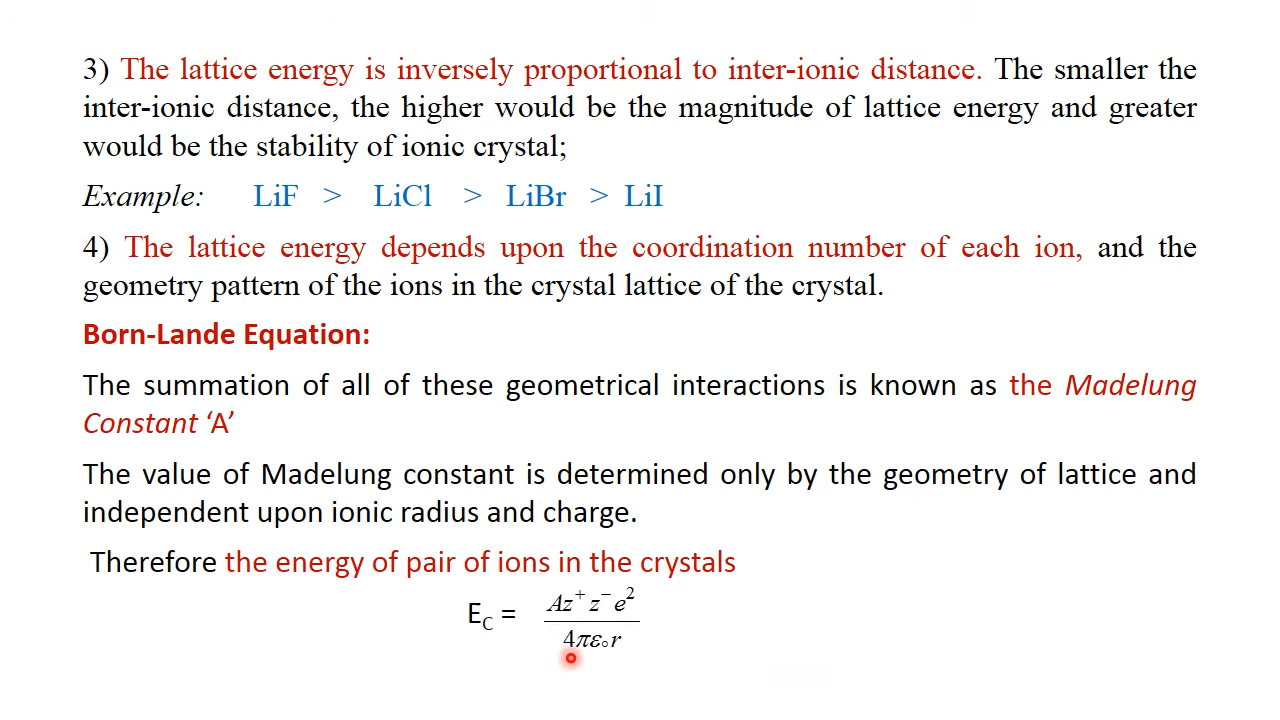 3) The lattice energy is inversely proportional to inter-ionic distance. The smaller the
inter-ionic distance, the higher would be the magnitude of lattice energy and greater
would be the stability of ionic crystal;
Example: LiF > LiCl > LiBr > LiI
4) The lattice energy depends upon the coordination number of each ion, and the
geometry pattern of the ions in the crystal lattice of the crystal.
Born-Lande Equation:
The summation of all of these geometrical interactions is known as the Madelung
Constant ‘A’
The value of Madelung constant is determined only by the geometry of lattice and
independent upon ionic radius and charge.
Therefore the energy of pair of ions in the crystals
E_C = \frac{Az^+ z^- e^2}{4πε_° r}